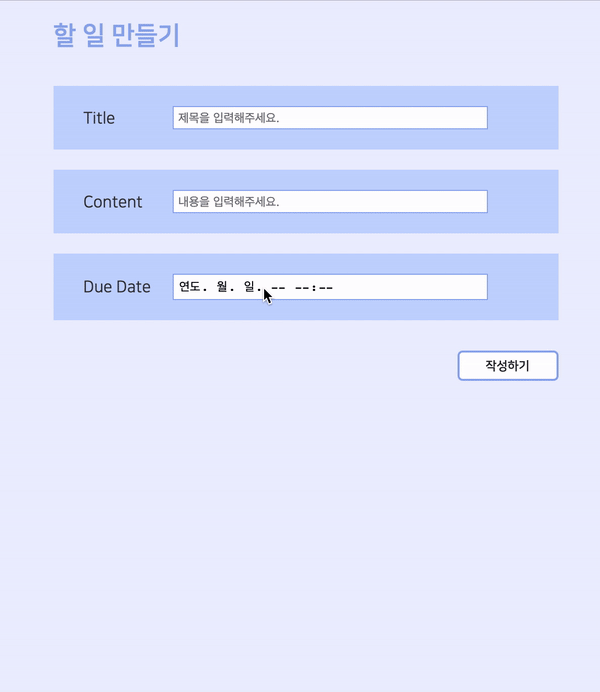 할 일 만들기
Title 제목을 입력해주세요.
Content 내용을 입력해주세요.
Due Date 연도. 월. 일. -- --:--
작성하기